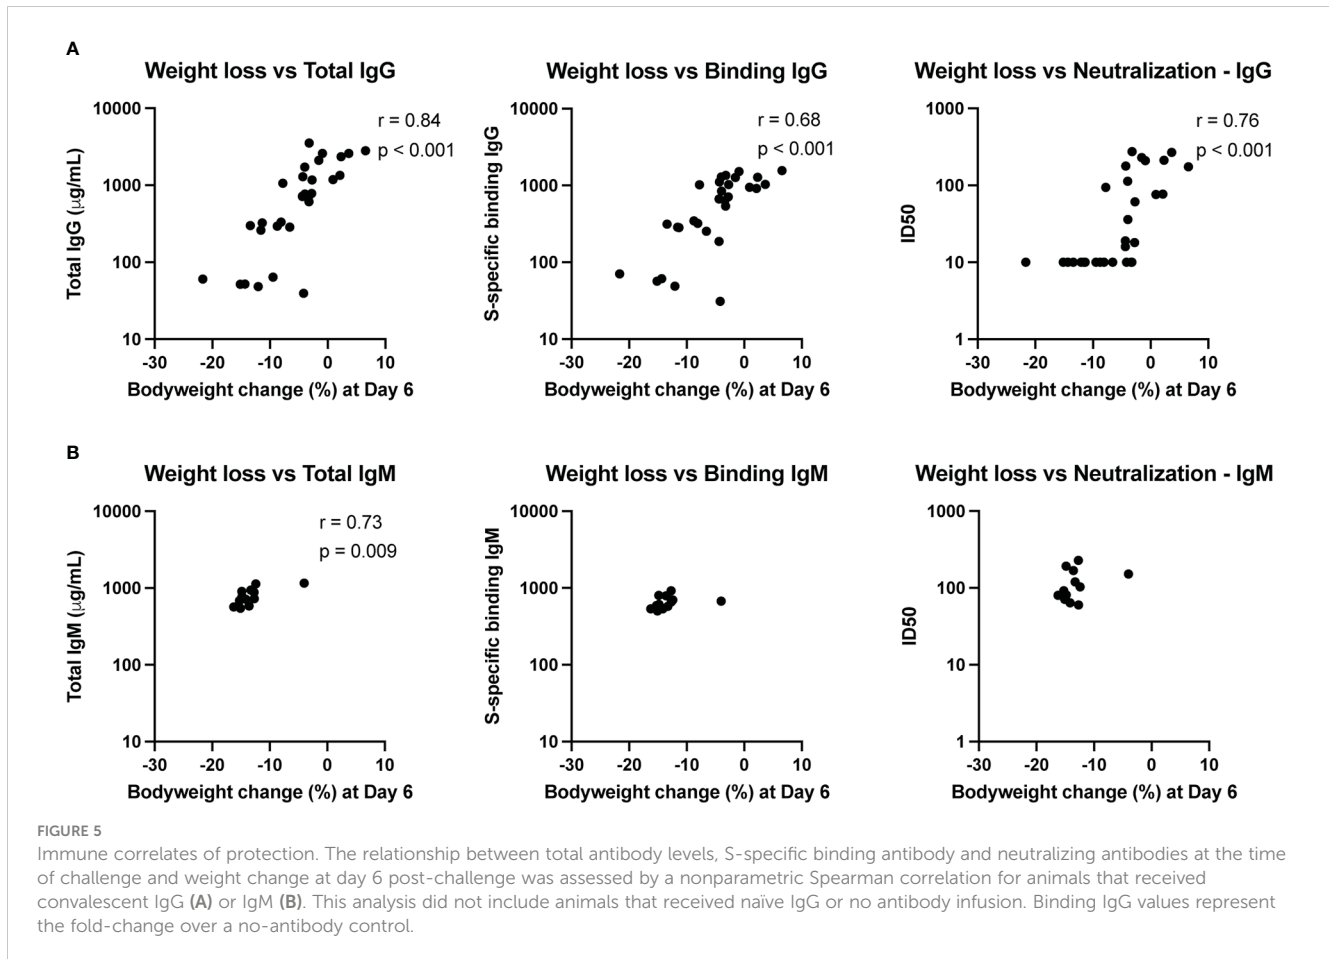 A
Weight loss vs Total IgG
Weight loss vs Binding IgG
Weight loss vs Neutralization - IgG
10000
1000
100
10
Total IgG (µg/mL)
r = 0.84
p < 0.001
-30 -20 -10 0 10
Bodyweight change (%) at Day 6
10000
1000
100
10
S-specific binding IgG
r = 0.68
p < 0.001
-30 -20 -10 0 10
Bodyweight change (%) at Day 6
1000
100
10
1
ID50
r = 0.76
p < 0.001
-30 -20 -10 0 10
Bodyweight change (%) at Day 6
B
Weight loss vs Total IgM
Weight loss vs Binding IgM
Weight loss vs Neutralization - IgM
10000
1000
100
10
Total IgM (µg/mL)
r = 0.73
p = 0.009
-30 -20 -10 0 10
Bodyweight change (%) at Day 6
10000
1000
100
10
S-specific binding IgM
-30 -20 -10 0 10
Bodyweight change (%) at Day 6
1000
100
10
1
ID50
-30 -20 -10 0 10
Bodyweight change (%) at Day 6
FIGURE 5
Immune correlates of protection. The relationship between total antibody levels, S-specific binding antibody and neutralizing antibodies at the time
of challenge and weight change at day 6 post-challenge was assessed by a nonparametric Spearman correlation for animals that received
convalescent IgG (A) or IgM (B). This analysis did not include animals that received naïve IgG or no antibody infusion. Binding IgG values represent
the fold-change over a no-antibody control.